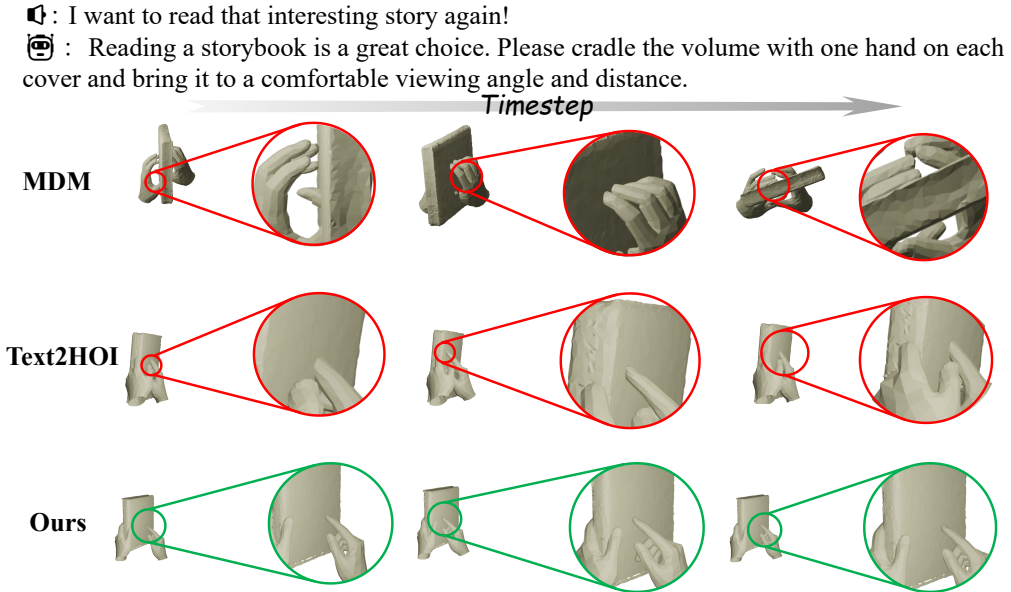 : I want to read that interesting story again!
: Reading a storybook is a great choice. Please cradle the volume with one hand on each
cover and bring it to a comfortable viewing angle and distance.
Timestep
MDM
Text2HOI
Ours